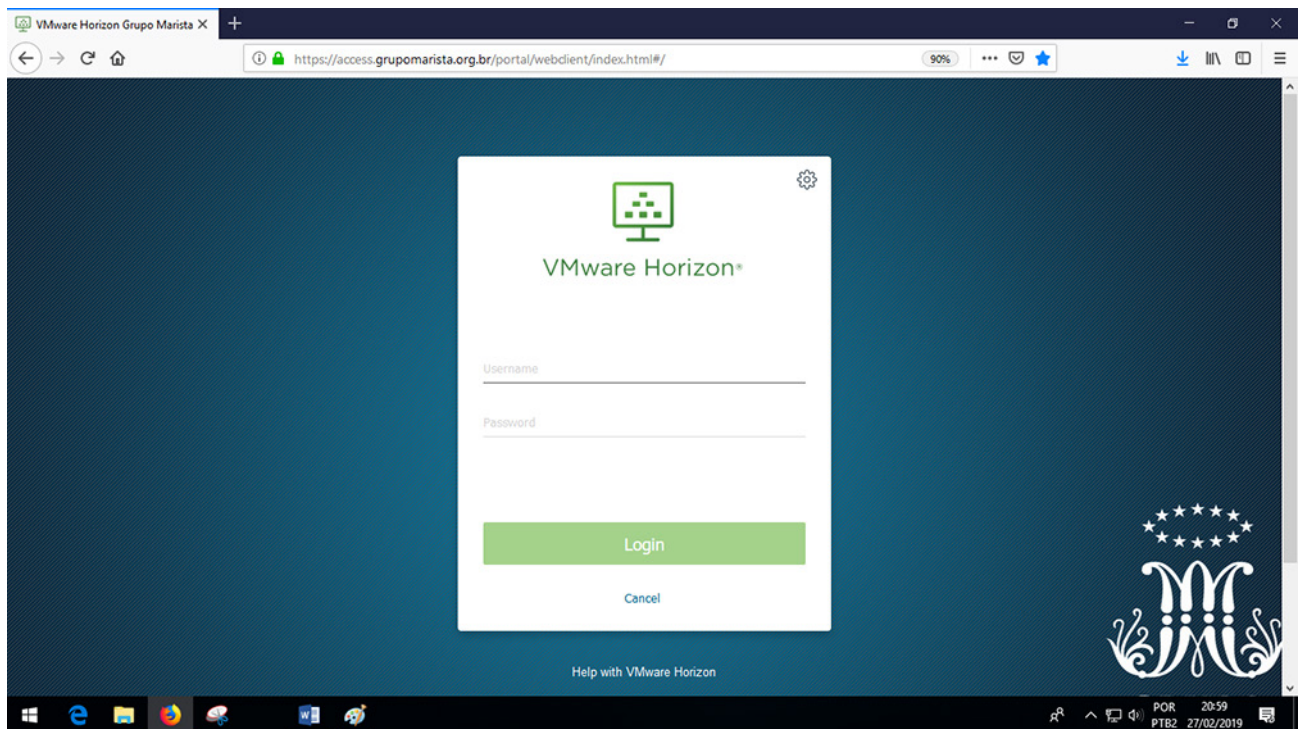 VMware Horizon Grupo Marista
https://access.grupomarista.org.br/portal/webclient/index.html#/
90%
VMware Horizon®
Username
Password
Login
Cancel
Help with VMware Horizon
POR 20:59
PTB2 27/02/2019